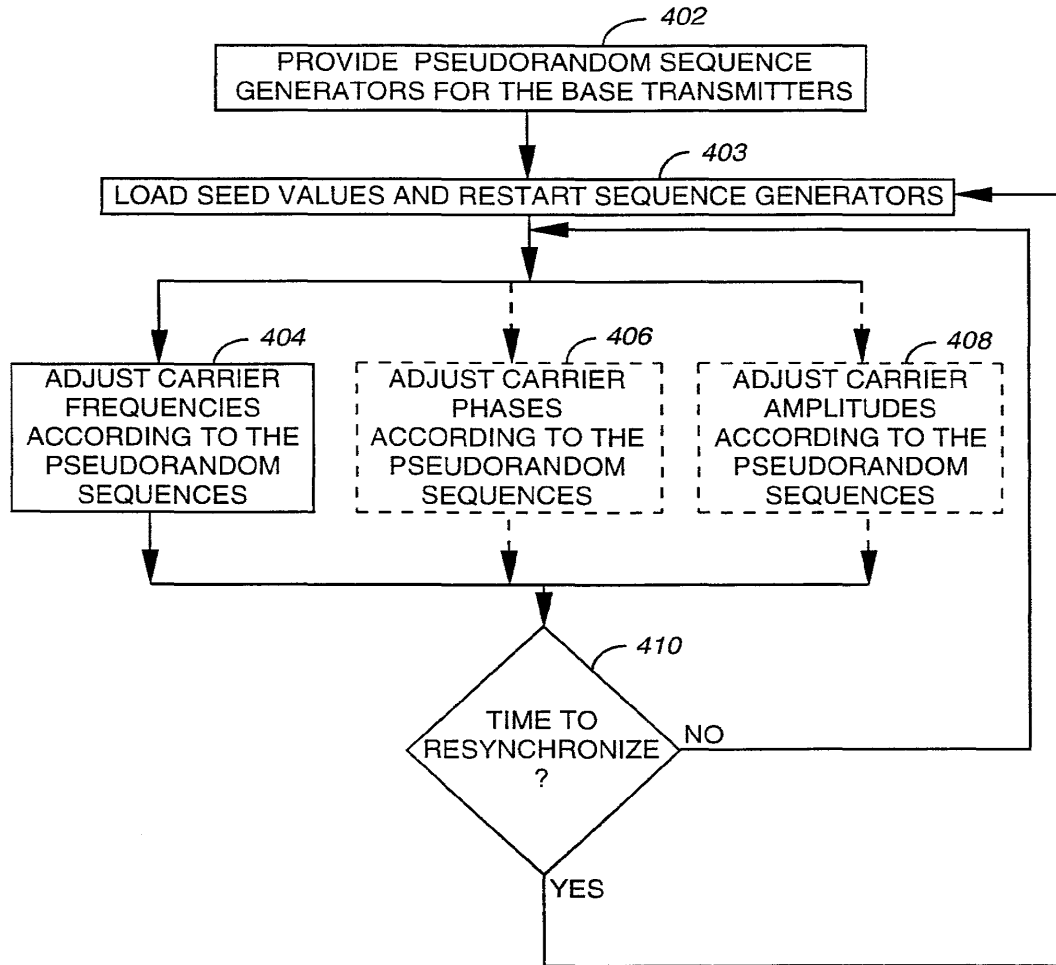 402
PROVIDE PSEUDORANDOM SEQUENCE
GENERATORS FOR THE BASE TRANSMITTERS
403
LOAD SEED VALUES AND RESTART SEQUENCE GENERATORS
404
ADJUST CARRIER
FREQUENCIES
ACCORDING TO THE
PSEUDORANDOM
SEQUENCES
406
ADJUST CARRIER
PHASES
ACCORDING TO THE
PSEUDORANDOM
SEQUENCES
408
ADJUST CARRIER
AMPLITUDES
ACCORDING TO THE
PSEUDORANDOM
SEQUENCES
410
TIME TO
RESYNCHRONIZE
?
NO
YES